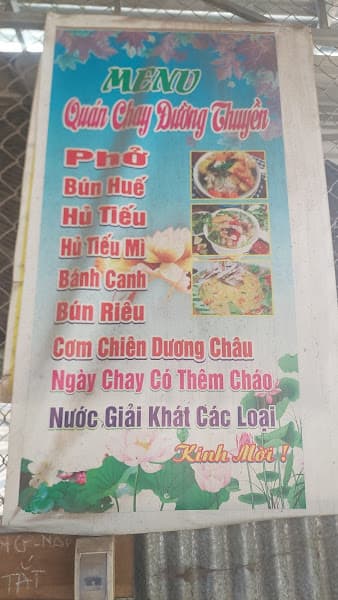 MENU
Quán Chay Dưỡng Thuyền
Phở
Bún Huế
Hủ Tiếu
Hủ Tiếu Mì
Bánh Canh
Bún Riêu
Cơm Chiên Dương Châu
Ngày Chay Có Thêm Cháo
Nước Giải Khát Các Loại
Kính Mời !
TẮT